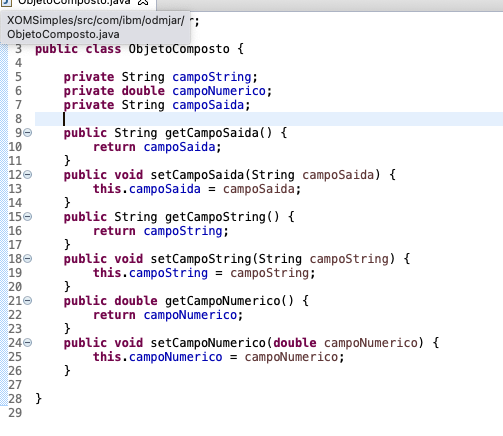 ObjetoComposto.java
XOMSimples/src/com/ibm/odmjar/
ObjetoComposto.java
3 public class ObjetoComposto {
4
5 private String campoString;
6 private double campoNumerico;
7 private String campoSaida;
8
9 public String getCampoSaida() {
10 return campoSaida;
11 }
12 public void setCampoSaida(String campoSaida) {
13 this.campoSaida = campoSaida;
14 }
15 public String getCampoString() {
16 return campoString;
17 }
18 public void setCampoString(String campoString) {
19 this.campoString = campoString;
20 }
21 public double getCampoNumerico() {
22 return campoNumerico;
23 }
24 public void setCampoNumerico(double campoNumerico) {
25 this.campoNumerico = campoNumerico;
26 }
27
28 }
29